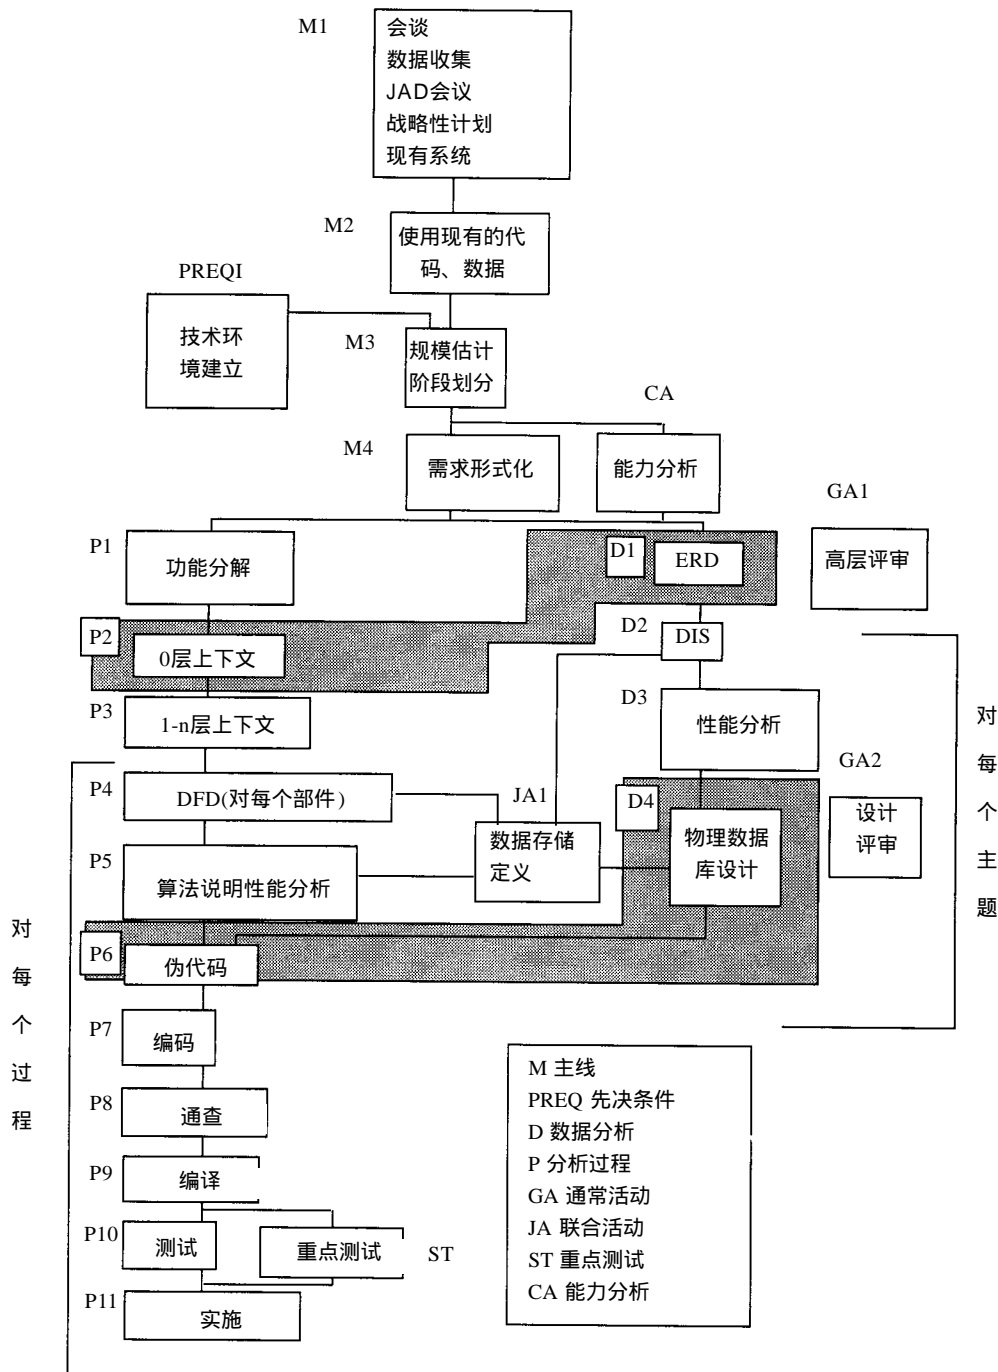 M1
会谈
数据收集
JAD会议
战略性计划
现有系统
M2
使用现有的代
码、数据
PREQI
技术环
境建立
M3
规模估计
阶段划分
CA
M4
需求形式化
能力分析
GA1
P1
功能分解
D1
ERD
高层评审
P2
0层上下文
D2
DIS
P3
1-n层上下文
D3
性能分析
对
每
个
主
题
GA2
P4
DFD(对每个部件)
JA1
D4
数据存储
定义
物理数据
库设计
设计
评审
P5
算法说明性能分析
对
每
个
过
程
P6
伪代码
P7
编码
P8
通查
P9
编译
P10
测试
重点测试
ST
P11
实施
M 主线
PREQ 先决条件
D 数据分析
P 分析过程
GA 通常活动
JA 联合活动
ST 重点测试
CA 能力分析